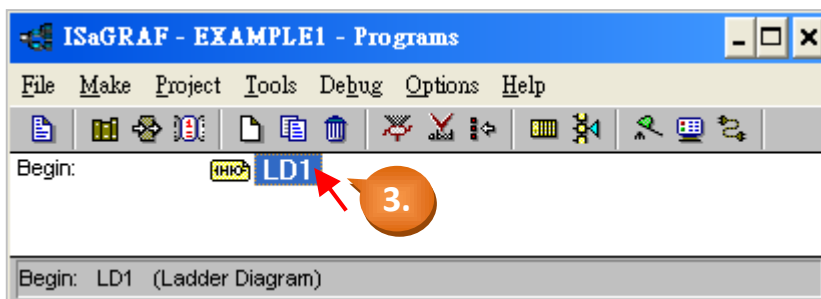 ISaGRAF - EXAMPLE1 - Programs
File Make Project Tools Debug Options Help
Begin: LD1
3.
Begin: LD1 (Ladder Diagram)